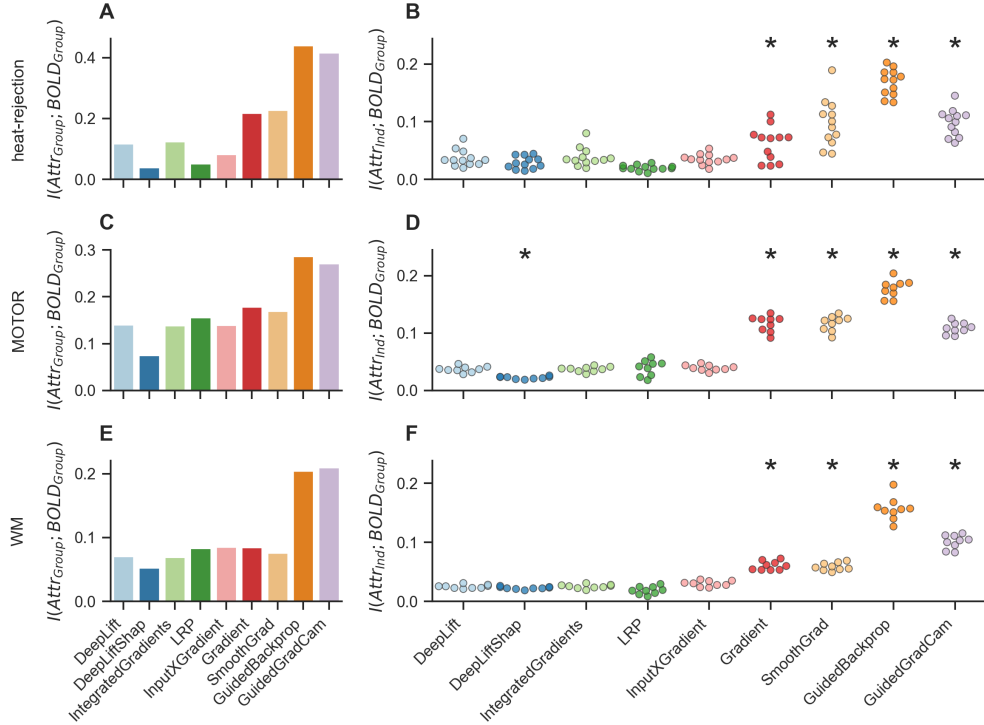 A
B
heat-rejection
I(Attr_Group; BOLD_Group)
0.4
0.2
0.0
I(Attr_Ind; BOLD_Group)
0.2
0.1
0.0
* * * *
C
D
MOTOR
I(Attr_Group; BOLD_Group)
0.3
0.2
0.1
0.0
I(Attr_Ind; BOLD_Group)
0.2
0.1
0.0
* * * * *
E
F
WM
I(Attr_Group; BOLD_Group)
0.2
0.1
0.0
I(Attr_Ind; BOLD_Group)
0.2
0.1
0.0
* * * *
DeepLift
DeepLiftShap
IntegratedGradients
LRP
InputXGradient
Gradient
SmoothGrad
GuidedBackprop
GuidedGradCam
DeepLift
DeepLiftShap
IntegratedGradients
LRP
InputXGradient
Gradient
SmoothGrad
GuidedBackprop
GuidedGradCam